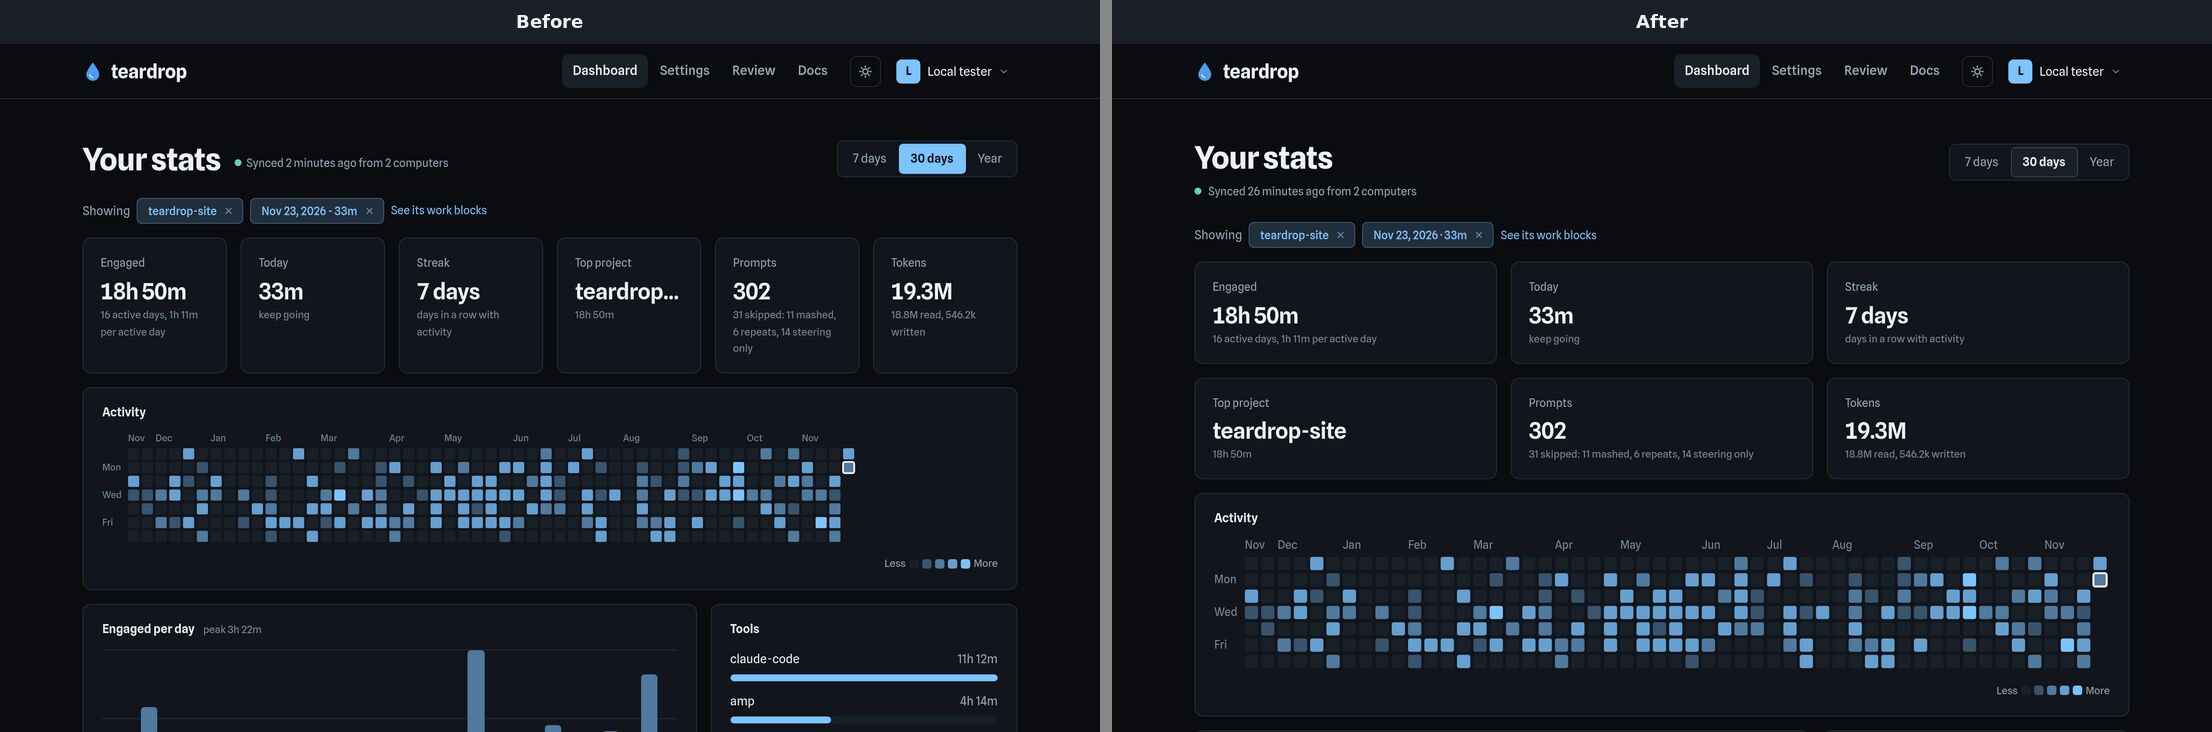 Before
teardrop
Dashboard Settings Review Docs L Local tester
Your stats Synced 2 minutes ago from 2 computers
7 days 30 days Year
Showing teardrop-site × Nov 23, 2026 - 33m × See its work blocks
Engaged
18h 50m
16 active days, 1h 11m
per active day
Today
33m
keep going
Streak
7 days
days in a row with
activity
Top project
teardrop...
18h 50m
Prompts
302
31 skipped: 11 mashed,
6 repeats, 14 steering
only
Tokens
19.3M
18.8M read, 546.2k
written
Activity
Nov Dec Jan Feb Mar Apr May Jun Jul Aug Sep Oct Nov
Mon
Wed
Fri
Less More
Engaged per day peak 3h 22m
Tools
claude-code 11h 12m
amp 4h 14m
After
teardrop
Dashboard Settings Review Docs L Local tester
Your stats
7 days 30 days Year
Synced 26 minutes ago from 2 computers
Showing teardrop-site × Nov 23, 2026 · 33m × See its work blocks
Engaged
18h 50m
16 active days, 1h 11m per active day
Today
33m
keep going
Streak
7 days
days in a row with activity
Top project
teardrop-site
18h 50m
Prompts
302
31 skipped: 11 mashed, 6 repeats, 14 steering only
Tokens
19.3M
18.8M read, 546.2k written
Activity
Nov Dec Jan Feb Mar Apr May Jun Jul Aug Sep Oct Nov
Mon
Wed
Fri
Less More